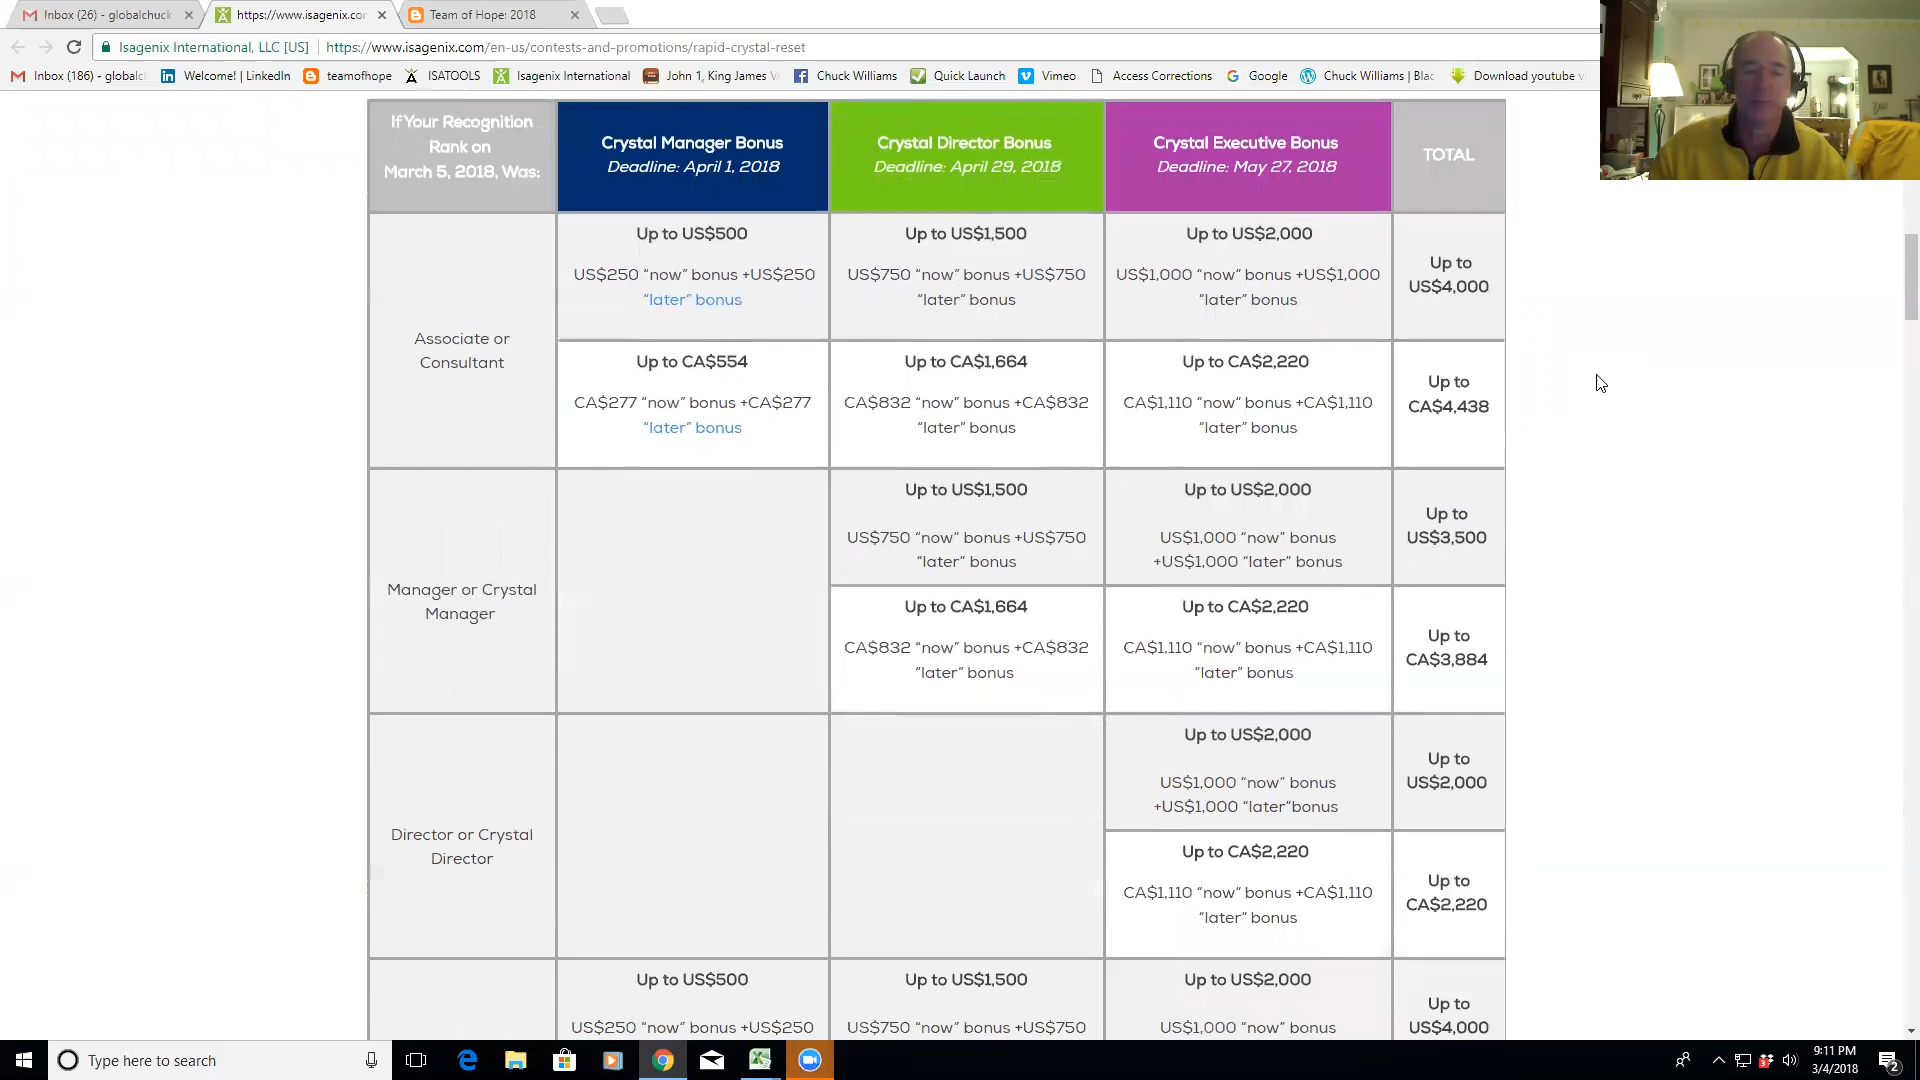 Inbox (26) - globalchuck
https://www.isagenix.co
Team of Hope: 2018
Isagenix International, LLC [US]
https://www.isagenix.com/en-us/contests-and-promotions/rapid-crystal-reset
Inbox (186) - global
Welcome! | LinkedIn
teamofhope
ISATOOLS
Isagenix International
John 1, King James V
Chuck Williams
Quick Launch
Vimeo
Access Corrections
Google
Chuck Williams | Bla
Download youtube v
If Your Recognition
Rank on
March 5, 2018, Was:
Crystal Manager Bonus
Deadline: April 1, 2018
Crystal Director Bonus
Deadline: April 29, 2018
Crystal Executive Bonus
Deadline: May 27, 2018
TOTAL
Associate or
Consultant
Up to US$500
US$250 “now” bonus +US$250
“later” bonus
Up to US$1,500
US$750 “now” bonus +US$750
“later” bonus
Up to US$2,000
US$1,000 “now” bonus +US$1,000
“later” bonus
Up to
US$4,000
Up to CA$554
CA$277 “now” bonus +CA$277
“later” bonus
Up to CA$1,664
CA$832 “now” bonus +CA$832
“later” bonus
Up to CA$2,220
CA$1,110 “now” bonus +CA$1,110
“later” bonus
Up to
CA$4,438
Manager or Crystal
Manager
Up to US$1,500
US$750 “now” bonus +US$750
“later” bonus
Up to US$2,000
US$1,000 “now” bonus
+US$1,000 “later” bonus
Up to
US$3,500
Up to CA$1,664
CA$832 “now” bonus +CA$832
“later” bonus
Up to CA$2,220
CA$1,110 “now” bonus +CA$1,110
“later” bonus
Up to
CA$3,884
Director or Crystal
Director
Up to US$2,000
US$1,000 “now” bonus
+US$1,000 “later”bonus
Up to
US$2,000
Up to CA$2,220
CA$1,110 “now” bonus +CA$1,110
“later” bonus
Up to
CA$2,220
Up to US$500
US$250 “now” bonus +US$250
Up to US$1,500
US$750 “now” bonus +US$750
Up to US$2,000
US$1,000 “now” bonus
Up to
US$4,000
Type here to search
9:11 PM
3/4/2018
2